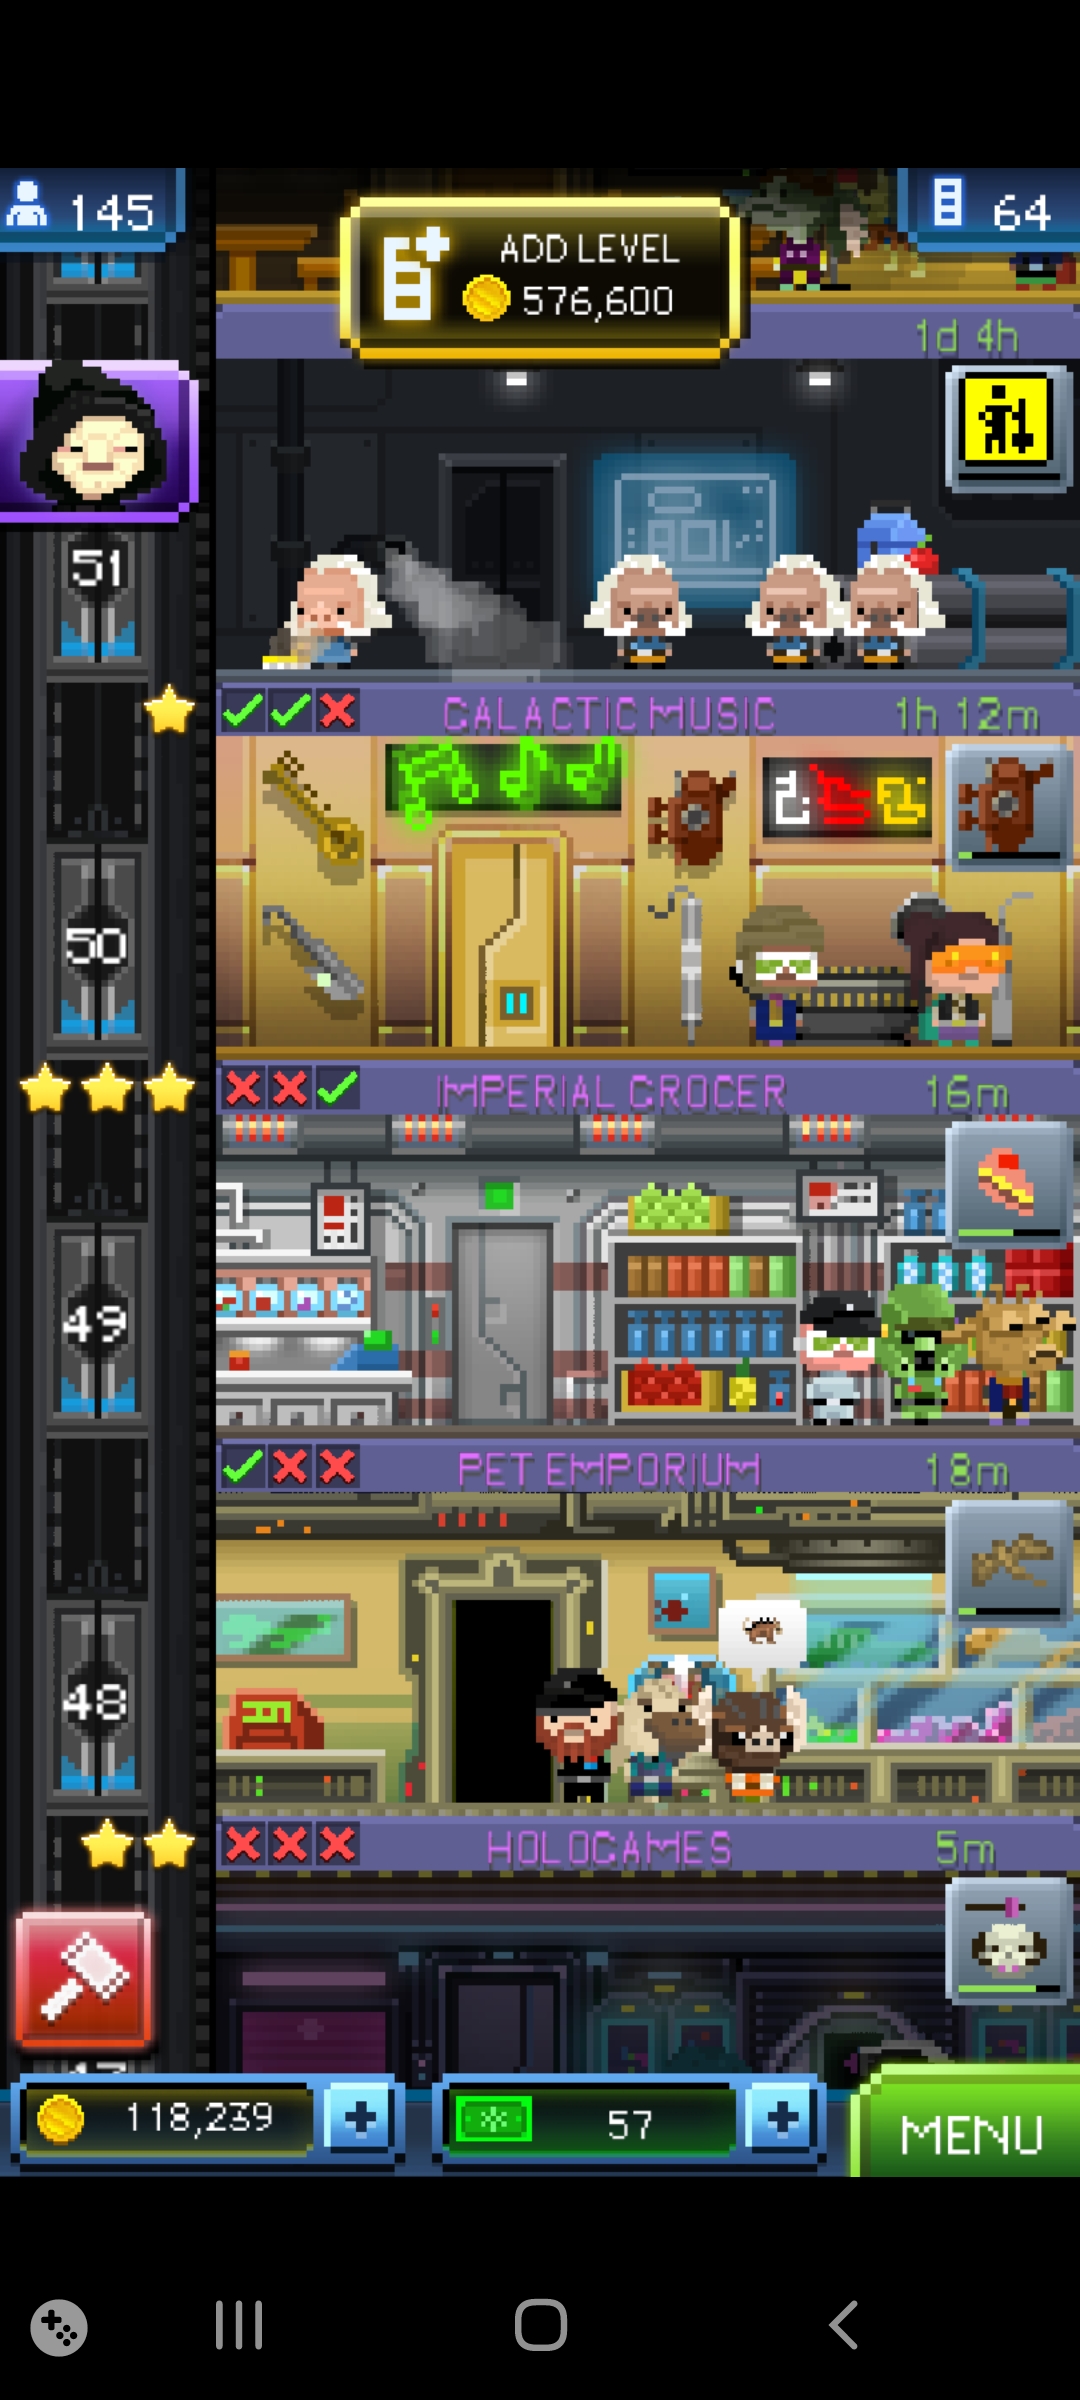 145
ADD LEVEL
576,600
64
1d 4h
51
GALACTIC MUSIC
1h 12m
50
IMPERIAL GROCER
16m
49
PET EMPORIUM
18m
48
HOLOGAMES
5m
118,239
57
MENU